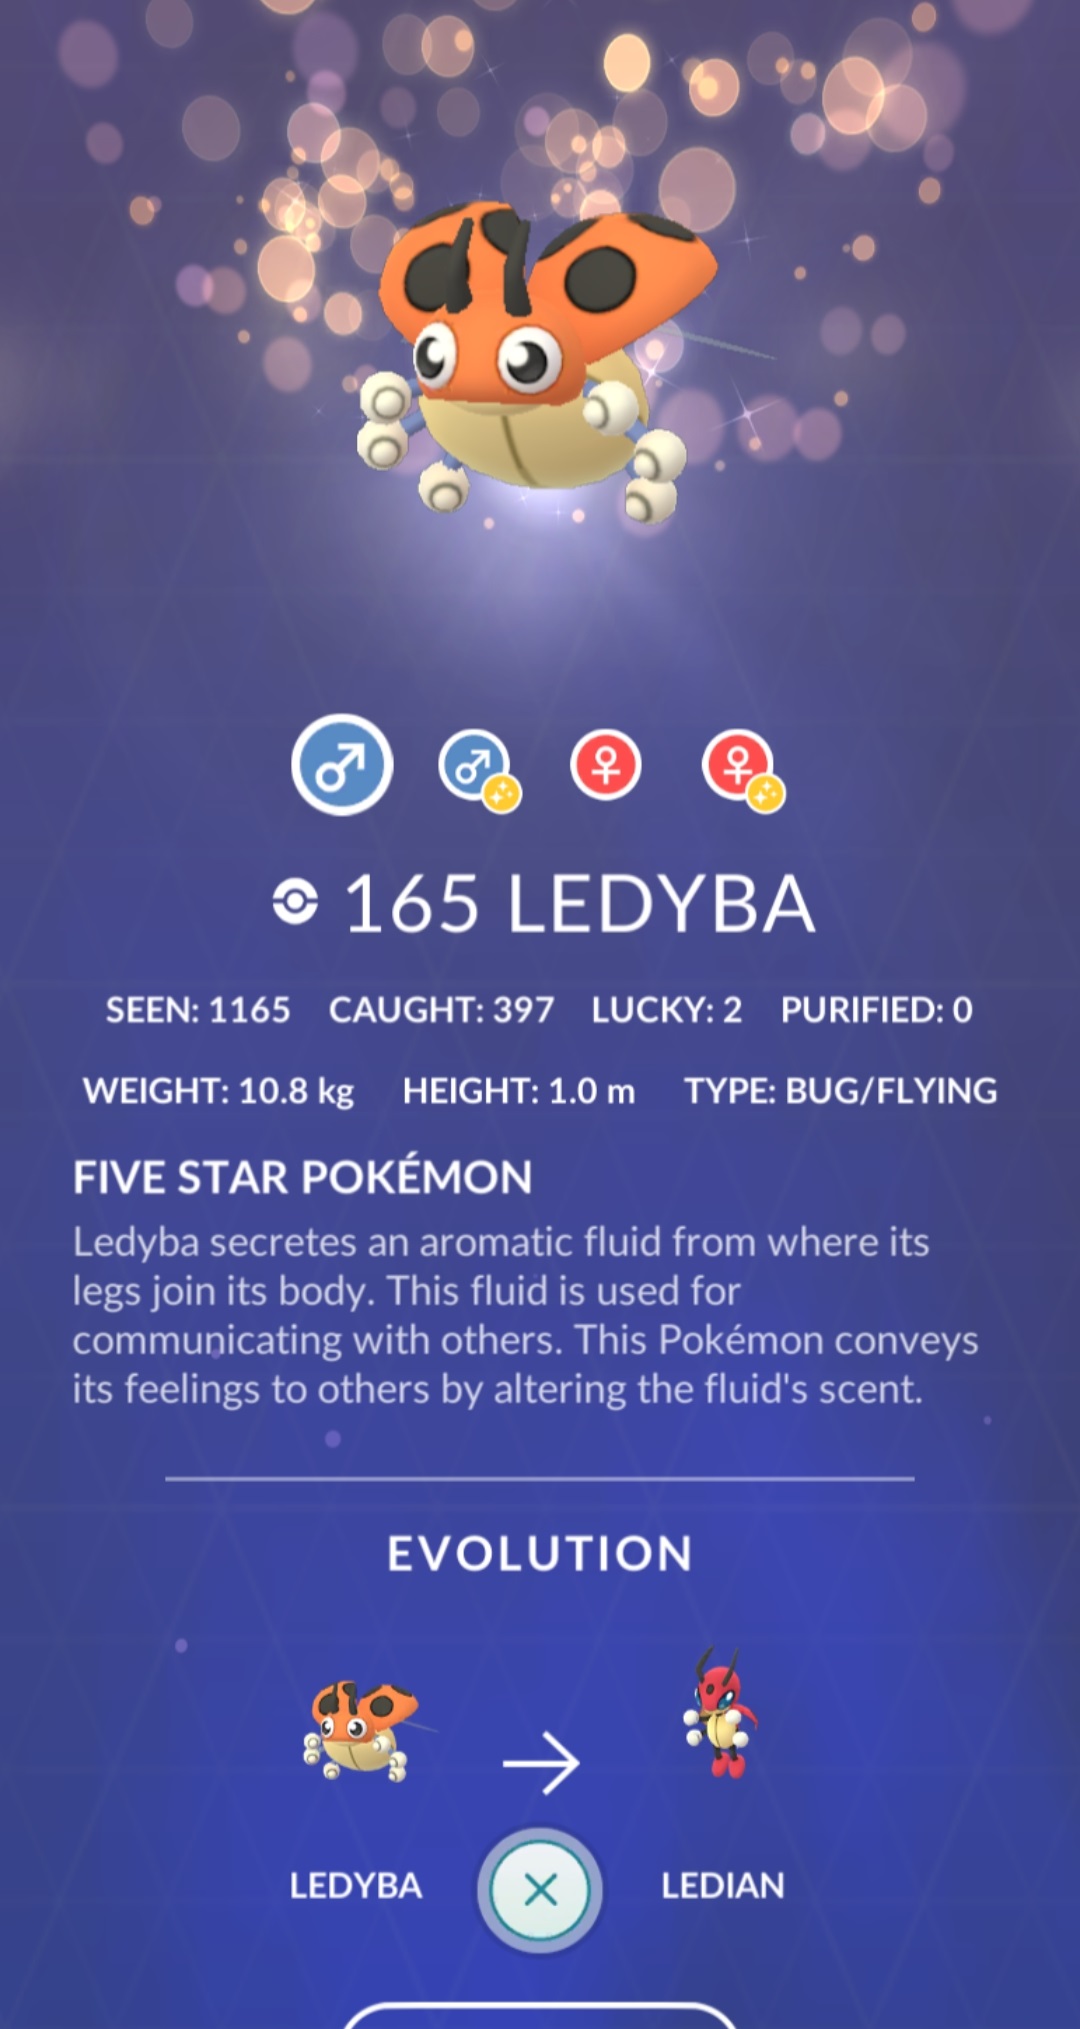 165 LEDYBA
SEEN: 1165 CAUGHT: 397 LUCKY: 2 PURIFIED: 0
WEIGHT: 10.8 kg HEIGHT: 1.0 m TYPE: BUG/FLYING
FIVE STAR POKÉMON
Ledyba secretes an aromatic fluid from where its
legs join its body. This fluid is used for
communicating with others. This Pokémon conveys
its feelings to others by altering the fluid's scent.
EVOLUTION
LEDYBA LEDIAN